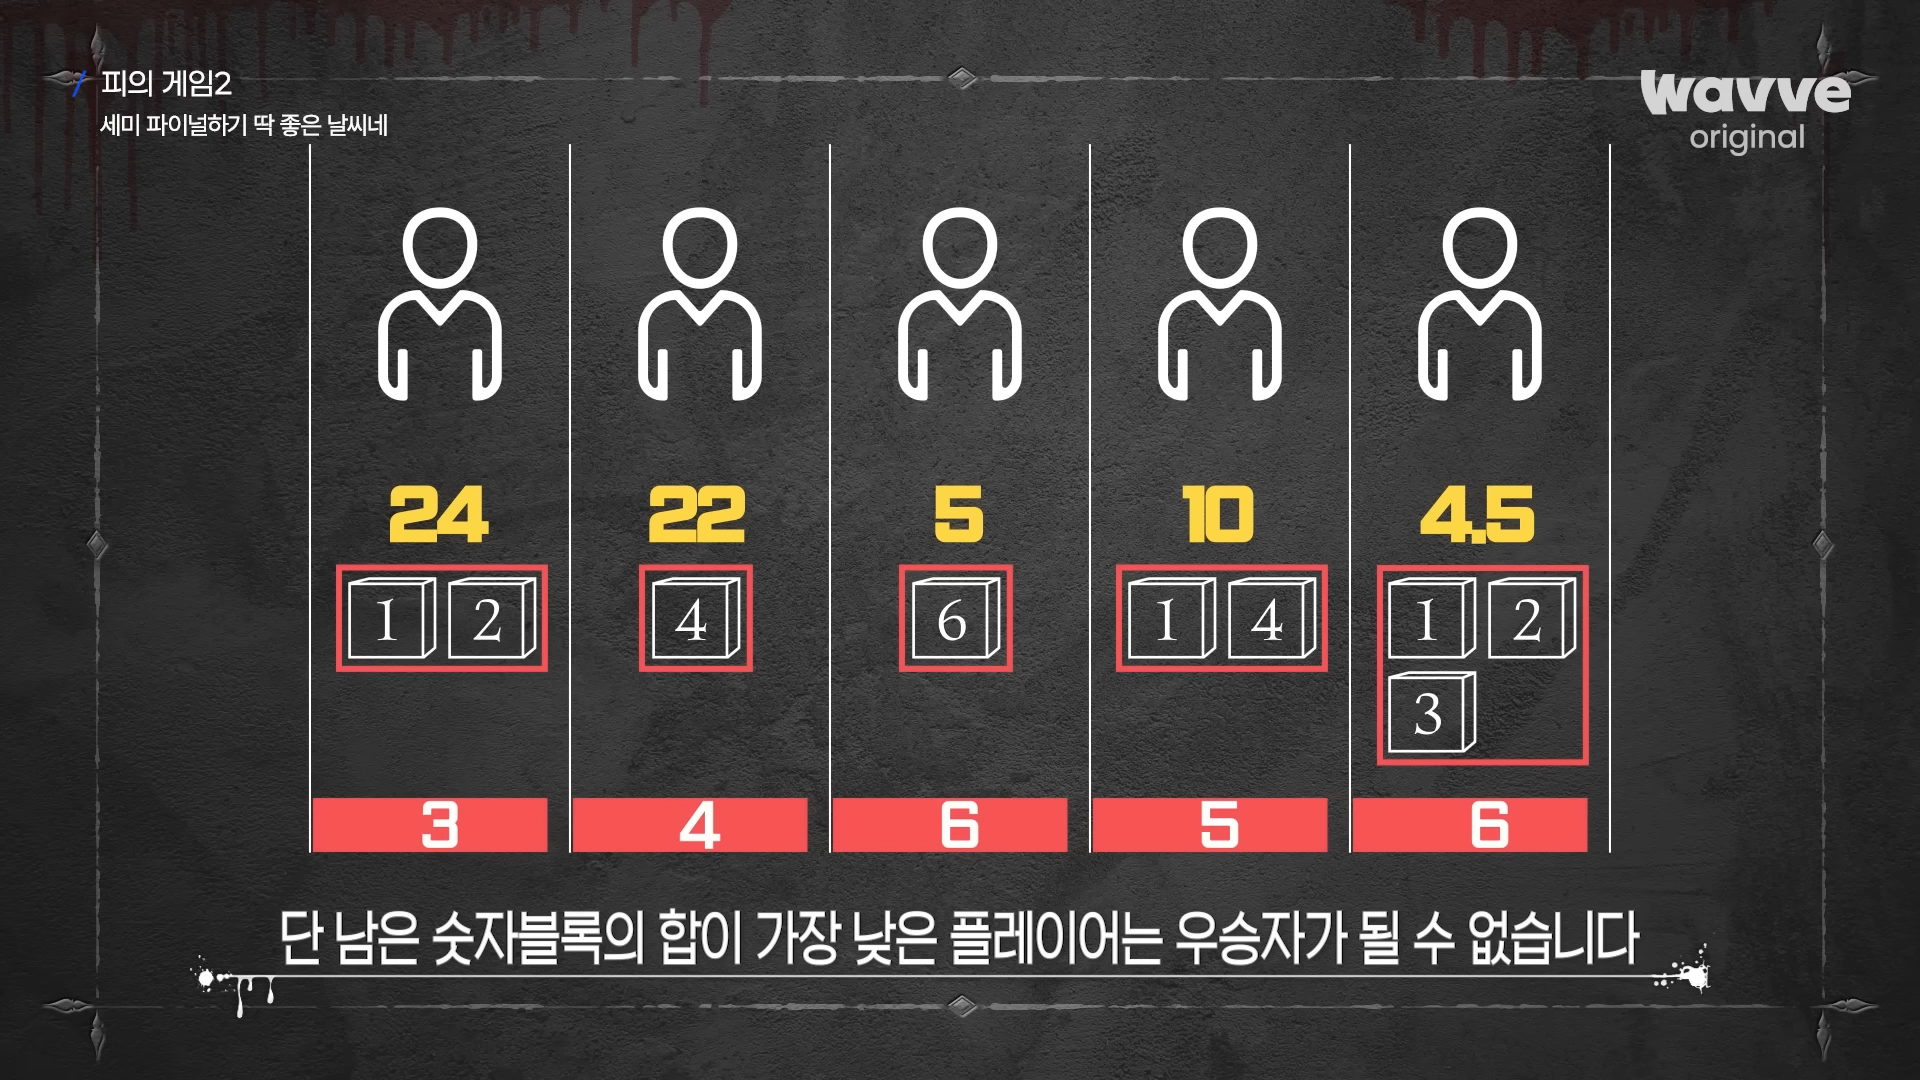 피의 게임2
세미 파이널하기 딱 좋은 날씨네
wavve
original
24 22 5 10 4.5
1 2 4 6 1 4 1 2
3
3 4 6 5 6
단 남은 숫자블록의 합이 가장 낮은 플레이어는 우승자가 될 수 없습니다